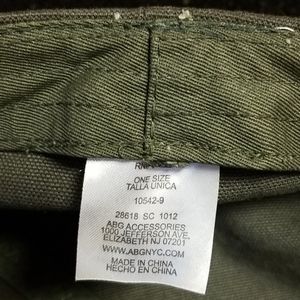 ONE SIZE
TALLA UNICA
10542-9
28618 SC 1012
ABG ACCESSORIES
1000 JEFFERSON AVE.
ELIZABETH NJ 07201
WWW.ABGNYC.COM
MADE IN CHINA
HECHO EN CHINA